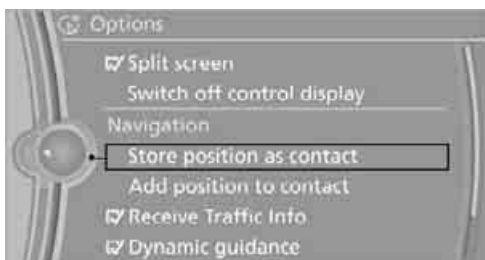 Options
Split screen
Switch off control display
Navigation
Store position as contact
Add position to contact
Receive Traffic Info
Dynamic guidance